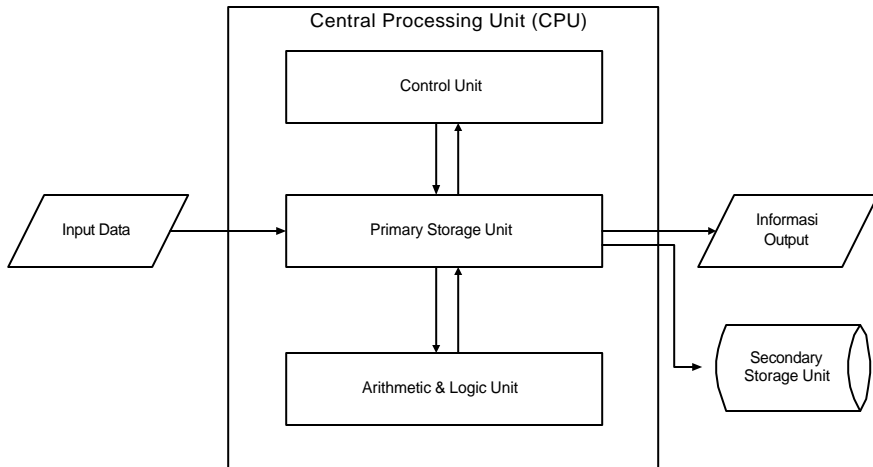 Central Processing Unit (CPU)
Control Unit
Input Data
Primary Storage Unit
Informasi
Output
Arithmetic & Logic Unit
Secondary
Storage Unit